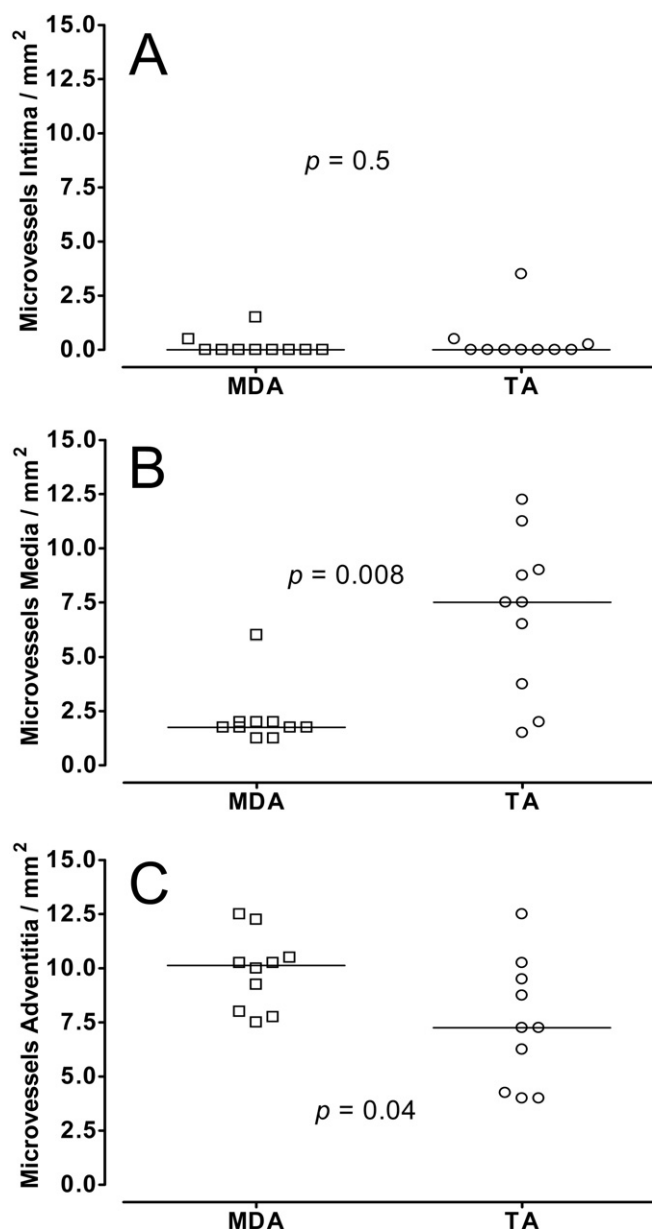 A
Microvessels Intima / mm²
15.0
12.5
10.0
7.5
5.0
2.5
0.0
p = 0.5
MDA TA
B
Microvessels Media / mm²
15.0
12.5
10.0
7.5
5.0
2.5
0.0
p = 0.008
MDA TA
C
Microvessels Adventitia / mm²
15.0
12.5
10.0
7.5
5.0
2.5
0.0
p = 0.04
MDA TA